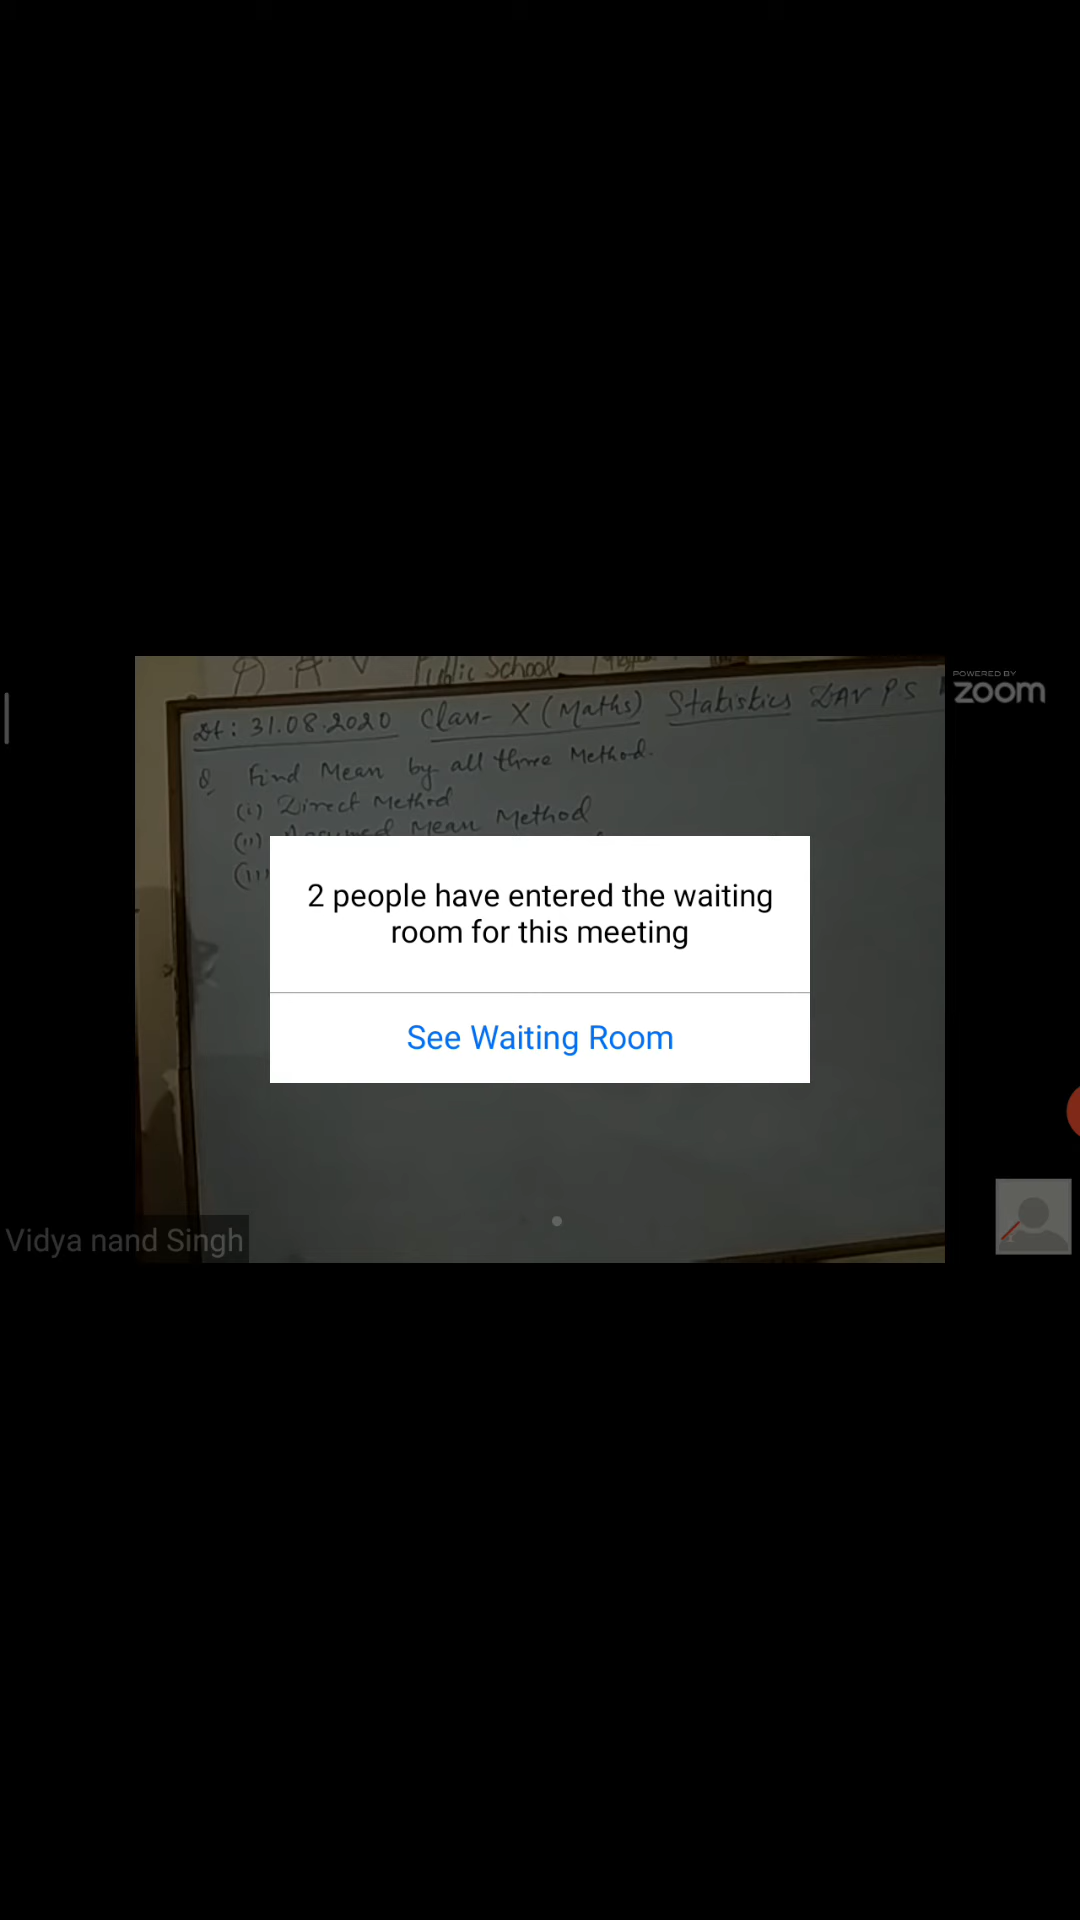 D.A.V Public School
Dt: 31.08.2020 Class- X (Maths) Statistics DAV P.S
Q Find Mean by all three Method.
(i) Direct Method
(ii) Assumed Mean Method
(iii)
POWERED BY
zoom
2 people have entered the waiting
room for this meeting
See Waiting Room
Vidya nand Singh